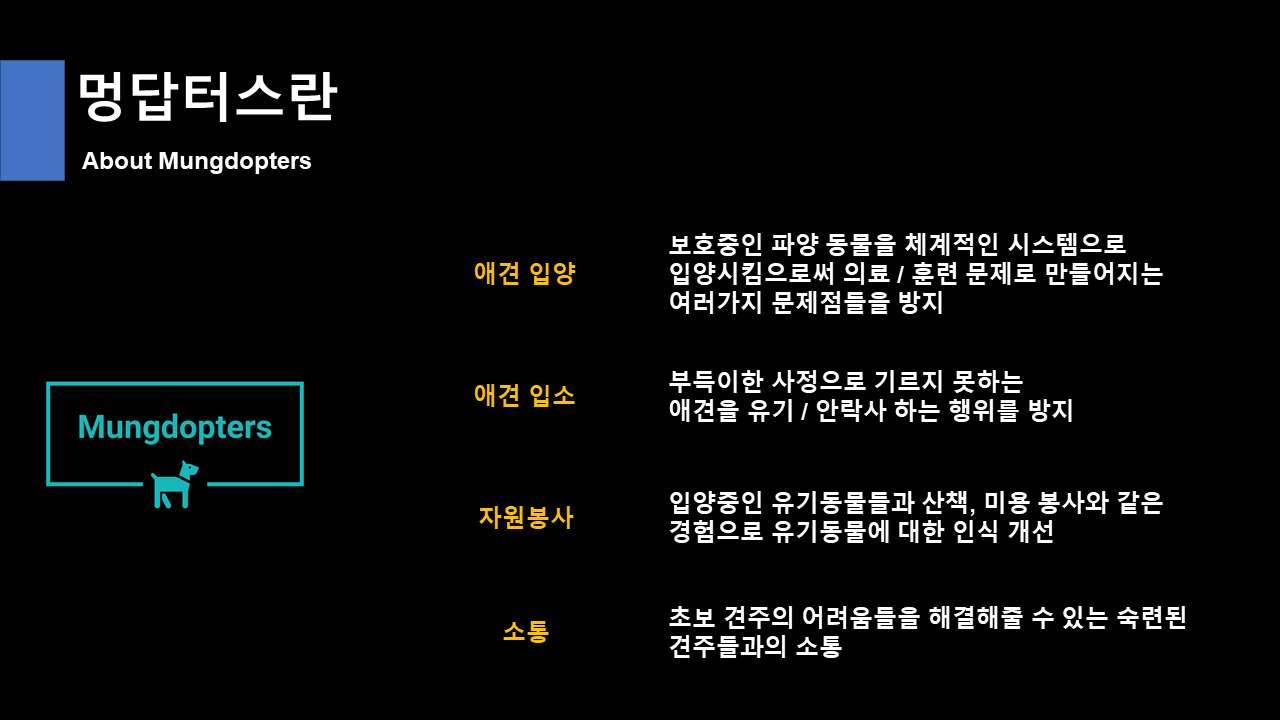 멍답터스란
About Mungdopters
Mungdopters
애견 입양
보호중인 파양 동물을 체계적인 시스템으로
입양시킴으로써 의료 / 훈련 문제로 만들어지는
여러가지 문제점들을 방지
애견 입소
부득이한 사정으로 기르지 못하는
애견을 유기 / 안락사 하는 행위를 방지
자원봉사
입양중인 유기동물들과 산책, 미용 봉사와 같은
경험으로 유기동물에 대한 인식 개선
소통
초보 견주의 어려움들을 해결해줄 수 있는 숙련된
견주들과의 소통